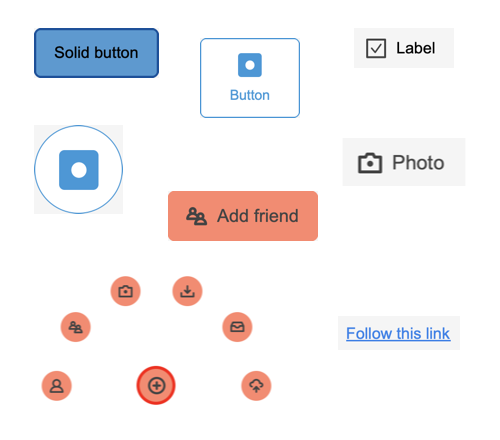 Solid button
Label
Button
Photo
Add friend
Follow this link